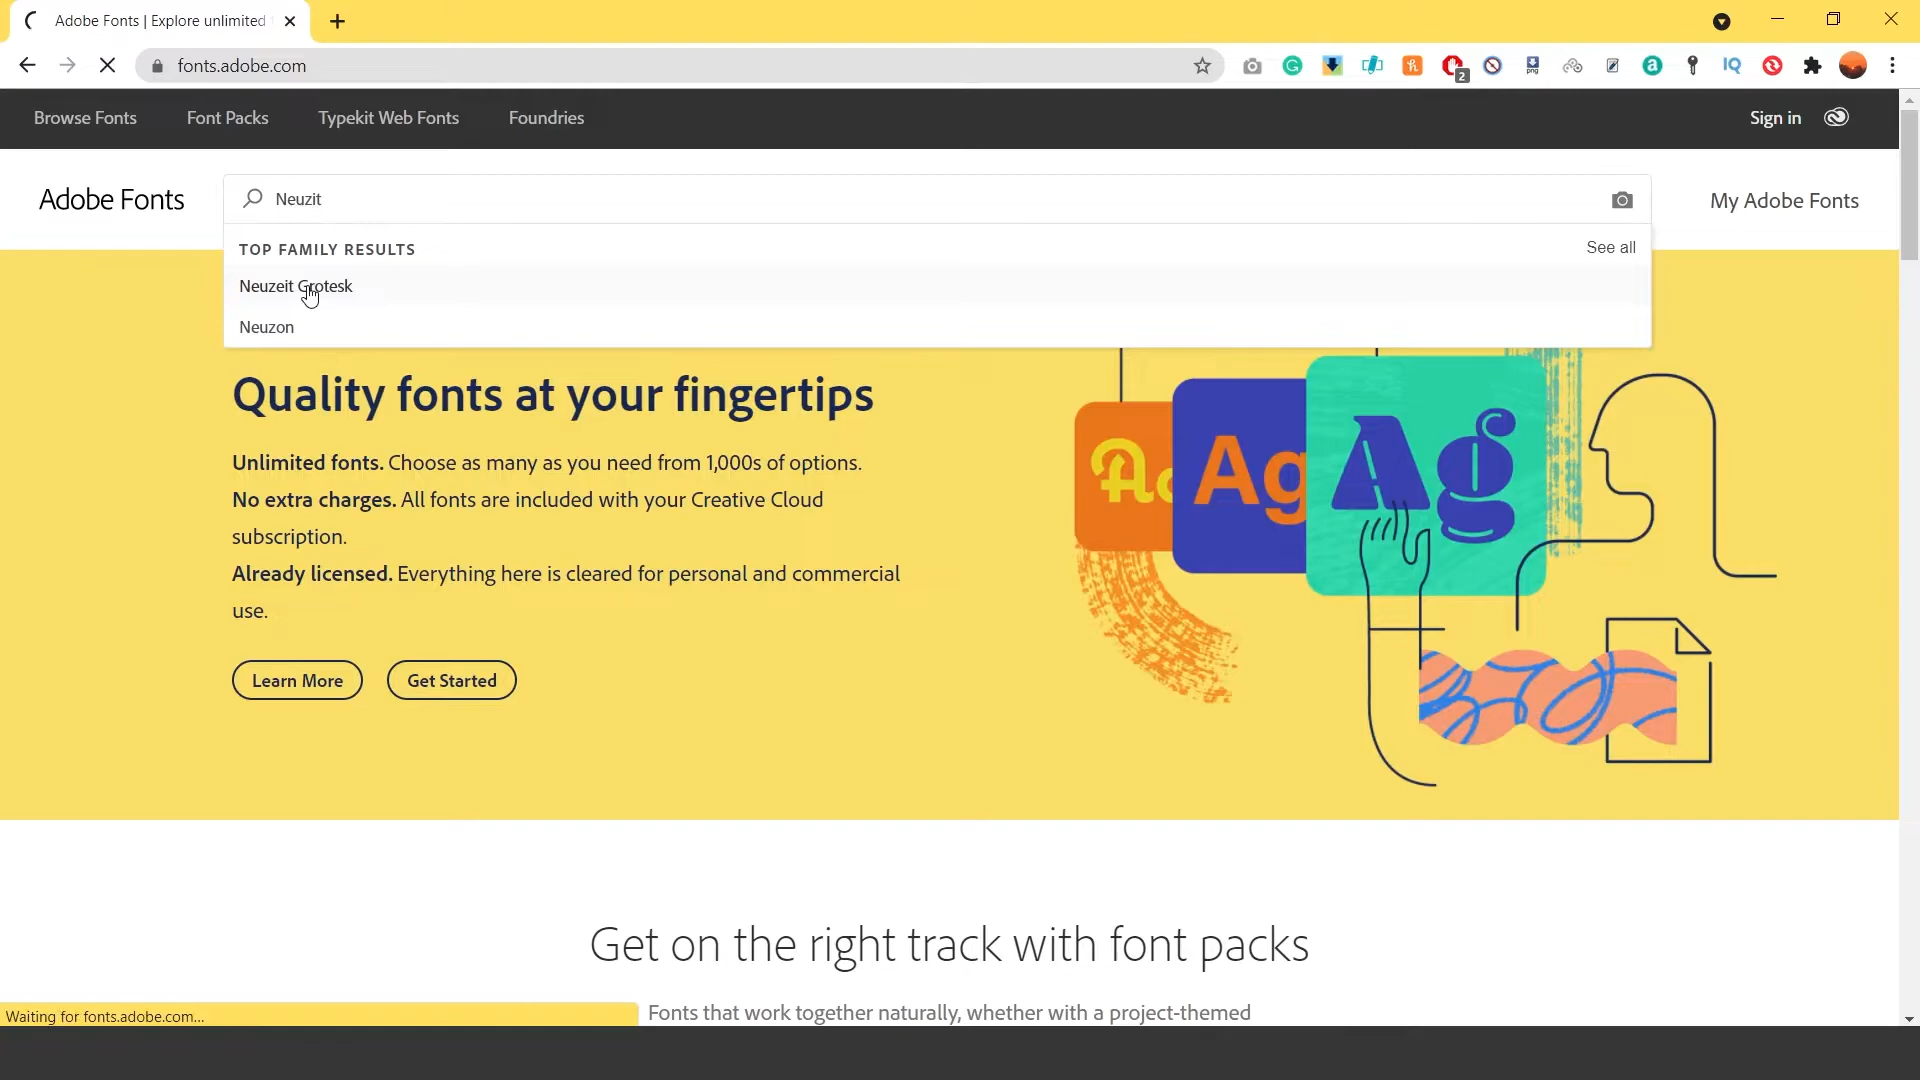 Adobe Fonts | Explore unlimited
fonts.adobe.com
2
Browse Fonts
Font Packs
Typekit Web Fonts
Foundries
Sign in
Adobe Fonts
Neuzit
My Adobe Fonts
TOP FAMILY RESULTS
See all
Neuzeit Grotesk
Neuzon
Quality fonts at your fingertips
Unlimited fonts. Choose as many as you need from 1,000s of options.
No extra charges. All fonts are included with your Creative Cloud
subscription.
Already licensed. Everything here is cleared for personal and commercial
use.
Ag
Ag
Learn More
Get Started
Get on the right track with font packs
Fonts that work together naturally, whether with a project-themed
Waiting for fonts.adobe.com...